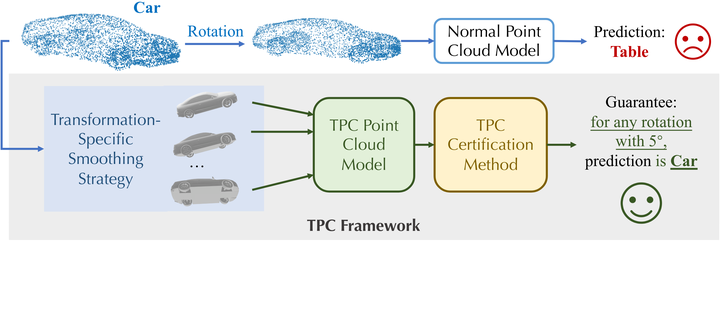 Car
Rotation
Normal Point
Cloud Model
Prediction:
Table
Transformation-
Specific
Smoothing
Strategy
...
TPC Point
Cloud
Model
TPC
Certification
Method
Guarantee:
for any rotation
with 5°,
prediction is Car
TPC Framework